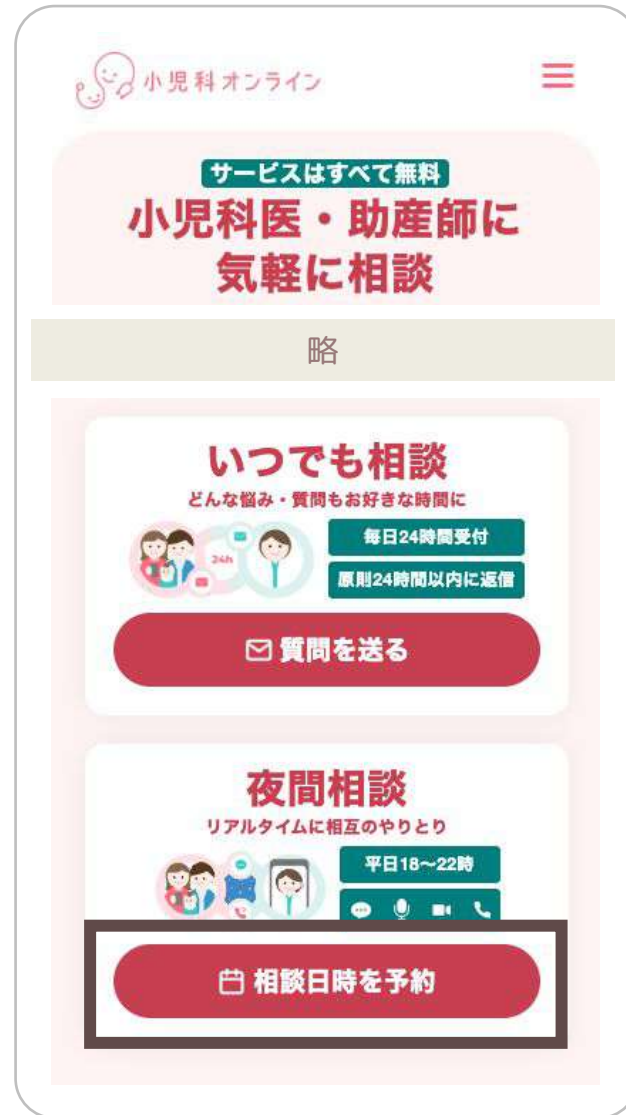 小児科オンライン
サービスはすべて無料
小児科医・助産師に
気軽に相談
略
いつでも相談
どんな悩み・質問もお好きな時間に
24h
毎日24時間受付
原則24時間以内に返信
質問を送る
夜間相談
リアルタイムに相互のやりとり
平日18〜22時
相談日時を予約